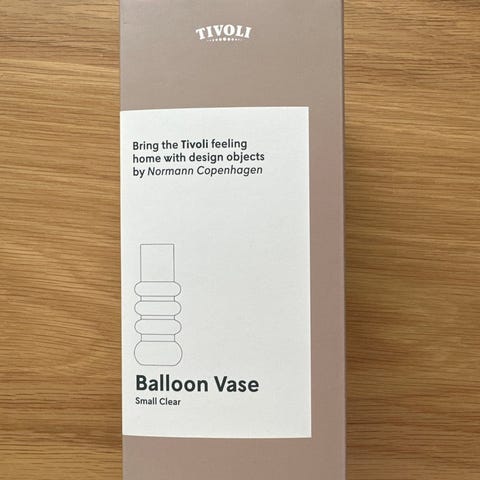 TIVOLI
Bring the Tivoli feeling
home with design objects
by Normann Copenhagen
Balloon Vase
Small Clear